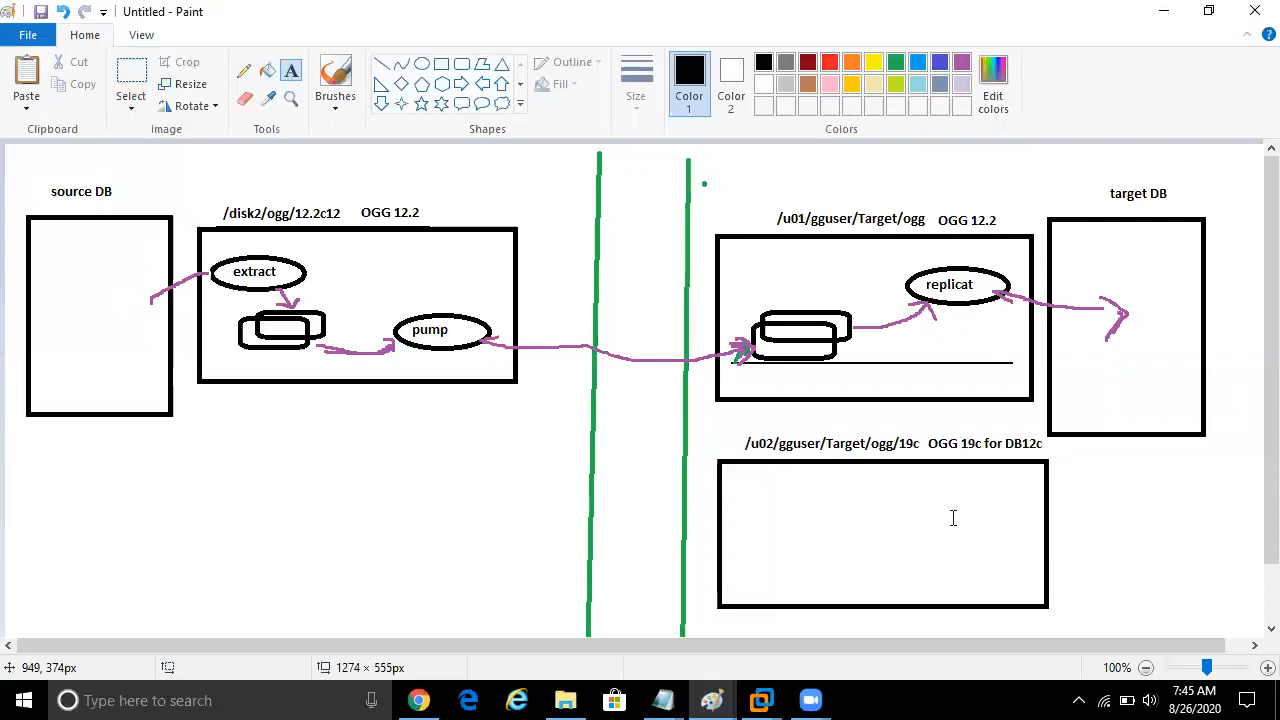 Untitled - Paint
File
Home
View
Paste
Cut
Copy
Clipboard
Select
Crop
Resize
Rotate
Image
A
Tools
Brushes
Outline
Fill
Shapes
Size
Color
1
Color
2
Edit
colors
Colors
source DB
/disk2/ogg/12.2c12 OGG 12.2
extract
pump
/u01/gguser/Target/ogg OGG 12.2
replicat
target DB
/u02/gguser/Target/ogg/19c OGG 19c for DB12c
949, 374px
1274 × 555px
100%
Type here to search
7:45 AM
8/26/2020